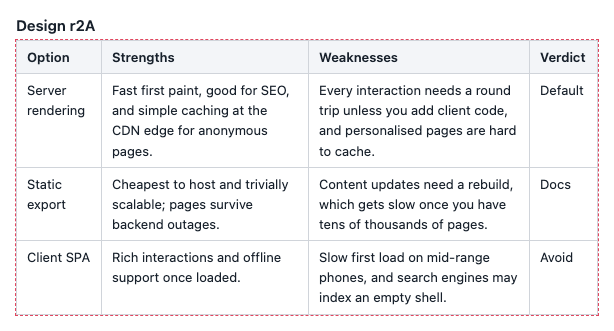 Design r2A
Option Strengths Weaknesses Verdict
Server rendering Fast first paint, good for SEO, and simple caching at the CDN edge for anonymous pages. Every interaction needs a round trip unless you add client code, and personalised pages are hard to cache. Default
Static export Cheapest to host and trivially scalable; pages survive backend outages. Content updates need a rebuild, which gets slow once you have tens of thousands of pages. Docs
Client SPA Rich interactions and offline support once loaded. Slow first load on mid-range phones, and search engines may index an empty shell. Avoid